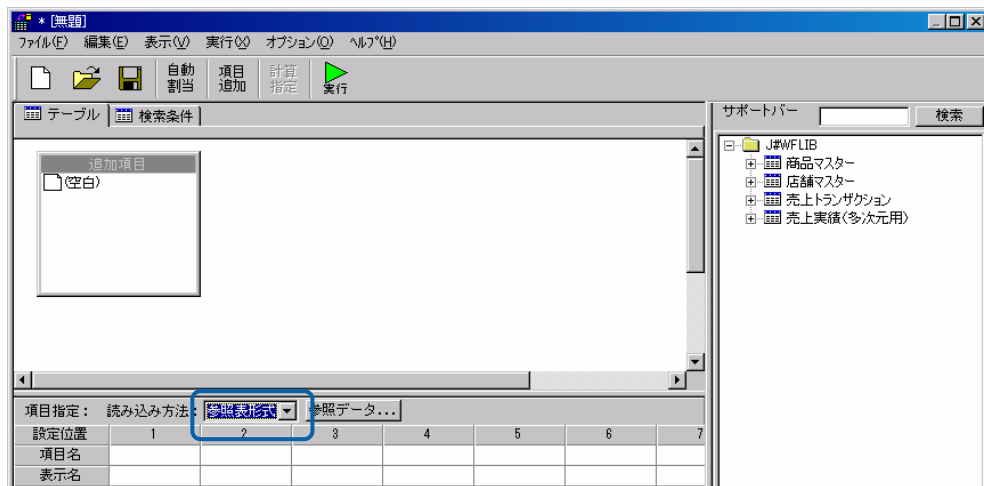 * [無題]
ファイル(F) 編集(E) 表示(V) 実行(X) オプション(O) ヘルプ(H)
自動割当 項目追加 計算指定 実行
テーブル 検索条件
追加項目
(空白)
サポートバー 検索
J#WFLIB
商品マスター
店舗マスター
売上トランザクション
売上実績(多次元用)
項目指定： 読み込み方法： 参照表形式 参照データ...
設定位置 1 2 3 4 5 6 7
項目名
表示名